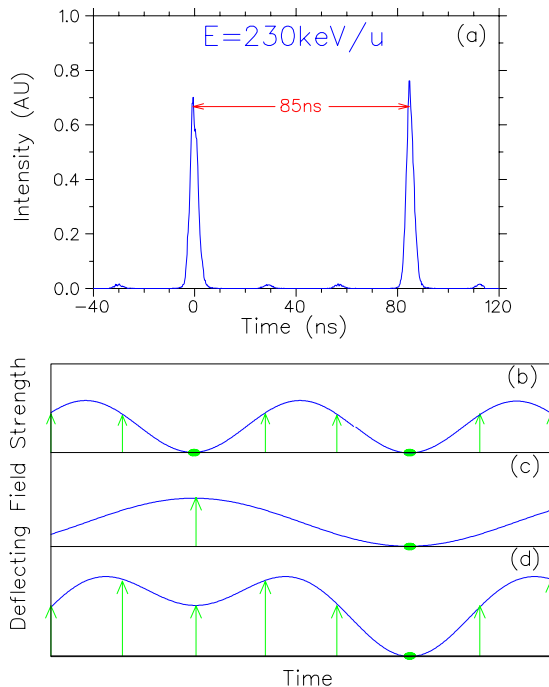 E=230keV/u
(a)
1.0
0.8
0.6
0.4
0.2
0.0
Intensity (AU)
85ns
-40
0
40
80
120
Time (ns)
(b)
(c)
(d)
Deflecting Field Strength
Time